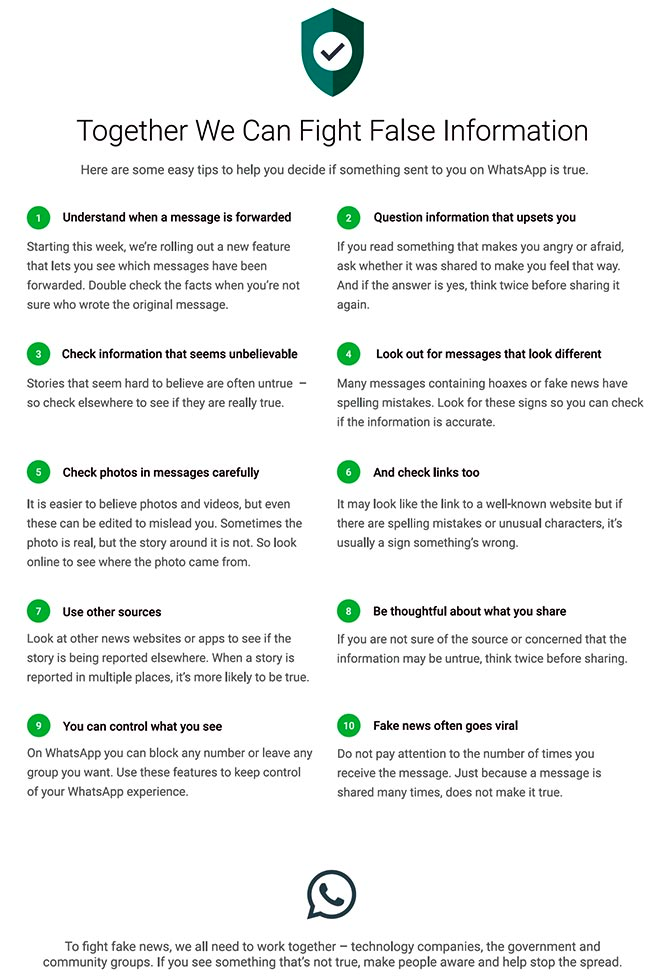 Together We Can Fight False Information
Here are some easy tips to help you decide if something sent to you on WhatsApp is true.
1 Understand when a message is forwarded
Starting this week, we’re rolling out a new feature
that lets you see which messages have been
forwarded. Double check the facts when you’re not
sure who wrote the original message.
2 Question information that upsets you
If you read something that makes you angry or afraid,
ask whether it was shared to make you feel that way.
And if the answer is yes, think twice before sharing it
again.
3 Check information that seems unbelievable
Stories that seem hard to believe are often untrue –
so check elsewhere to see if they are really true.
4 Look out for messages that look different
Many messages containing hoaxes or fake news have
spelling mistakes. Look for these signs so you can check
if the information is accurate.
5 Check photos in messages carefully
It is easier to believe photos and videos, but even
these can be edited to mislead you. Sometimes the
photo is real, but the story around it is not. So look
online to see where the photo came from.
6 And check links too
It may look like the link to a well-known website but if
there are spelling mistakes or unusual characters, it’s
usually a sign something’s wrong.
7 Use other sources
Look at other news websites or apps to see if the
story is being reported elsewhere. When a story is
reported in multiple places, it’s more likely to be true.
8 Be thoughtful about what you share
If you are not sure of the source or concerned that the
information may be untrue, think twice before sharing.
9 You can control what you see
On WhatsApp you can block any number or leave any
group you want. Use these features to keep control
of your WhatsApp experience.
10 Fake news often goes viral
Do not pay attention to the number of times you
receive the message. Just because a message is
shared many times, does not make it true.
To fight fake news, we all need to work together – technology companies, the government and
community groups. If you see something that’s not true, make people aware and help stop the spread.